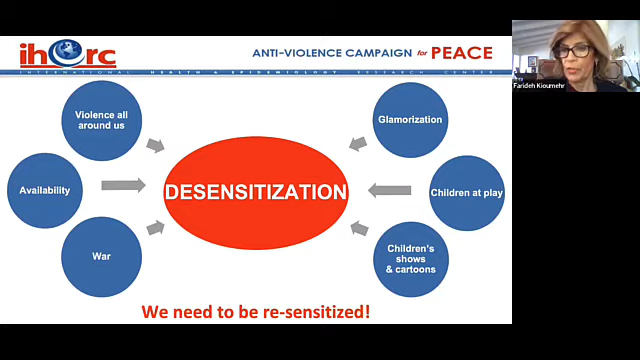 iherc
ANTI-VIOLENCE CAMPAIGN for PEACE
INTERNATIONAL HEALTH & EPIDEMIOLOGY RESEARCH CENTER
Farideh Kioumehr
Violence all
around us
Glamorization
Availability
DESENSITIZATION
Children at play
War
Children's
shows
& cartoons
We need to be re-sensitized!